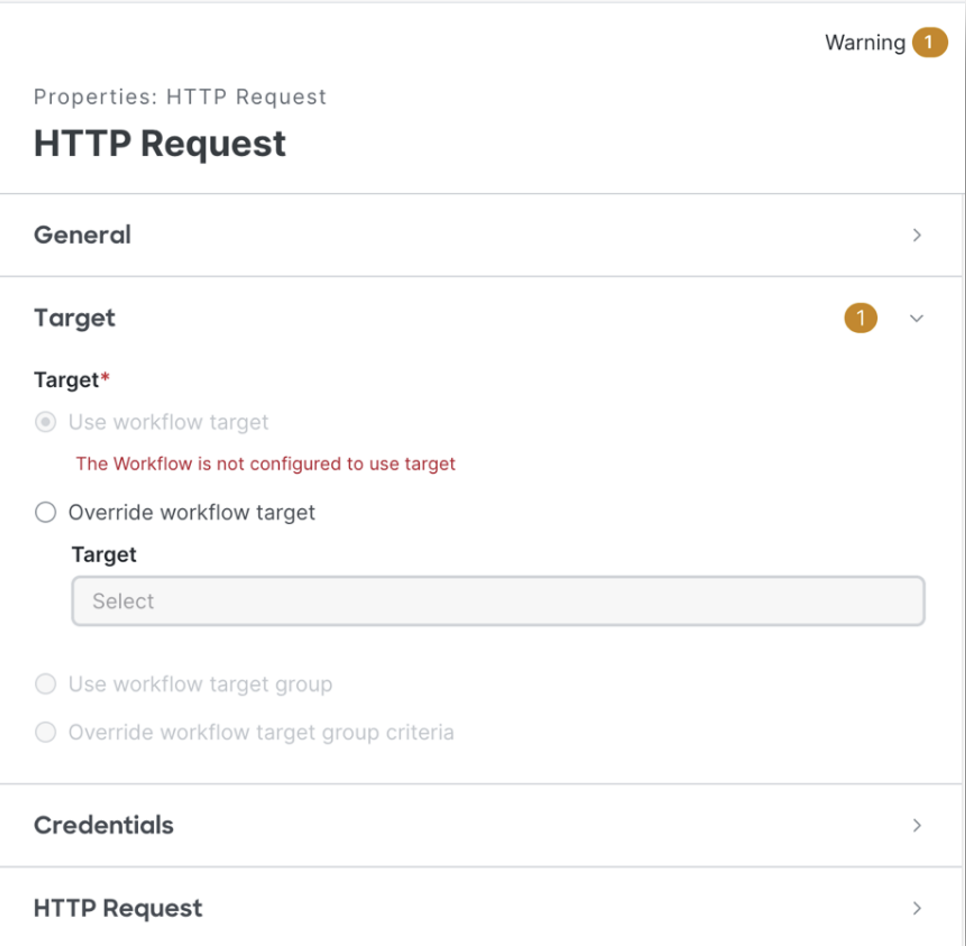 Warning 1
Properties: HTTP Request
HTTP Request
General
Target 1
Target*
Use workflow target
The Workflow is not configured to use target
Override workflow target
Target
Select
Use workflow target group
Override workflow target group criteria
Credentials
HTTP Request